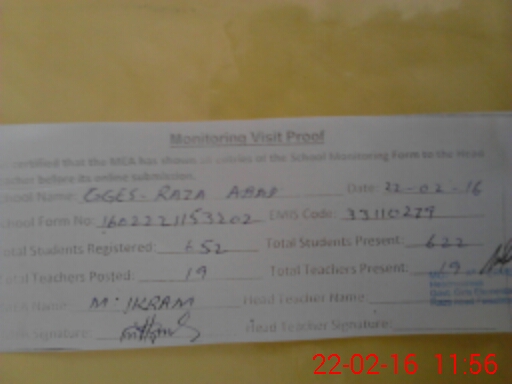 Monitoring Visit Proof
certified that the MEA has shown all entries of the School Monitoring Form to the Head
before its online submission.
School Name: GGES. RAZA ABAD Date: 22-02-16
School Form No: 1602221153202 EMIS Code: 33110279
Total Students Registered: 652 Total Students Present: 622
Total Teachers Posted: 19 Total Teachers Present: 19
Name: M. IKRAM Head Teacher Name:
Signature: Head Teacher Signature:
22-02-16 11:56